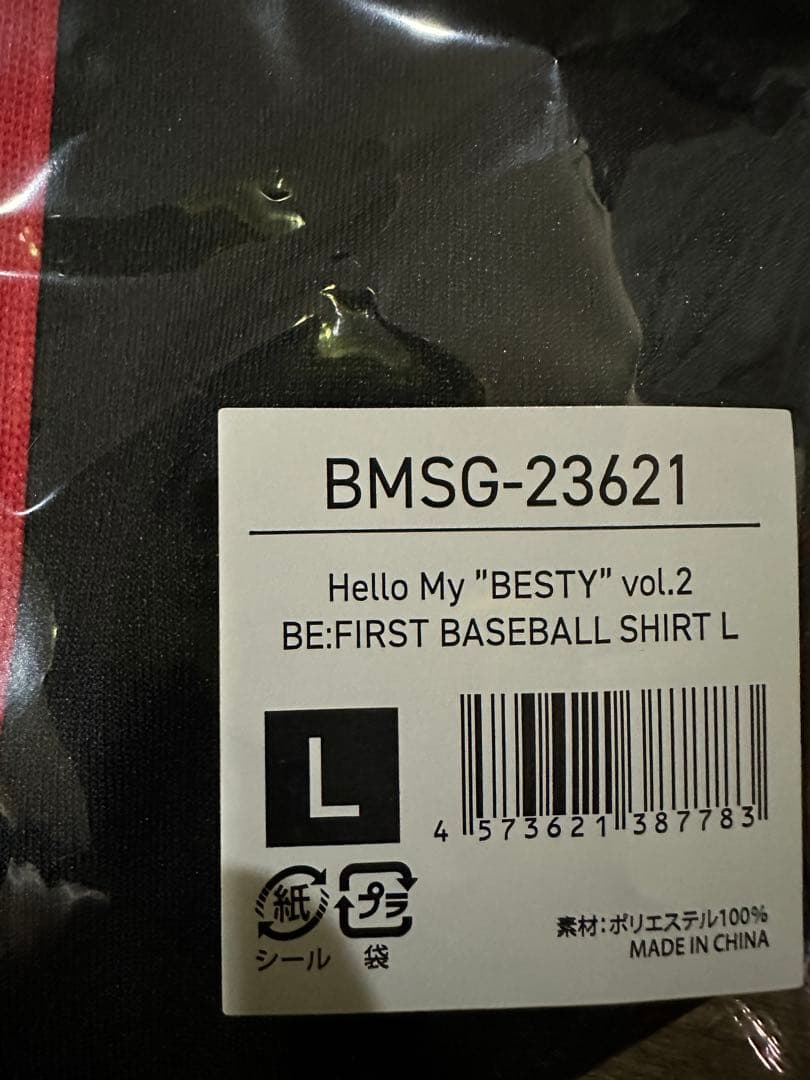 BMSG-23621
Hello My "BESTY" vol.2
BE:FIRST BASEBALL SHIRT L
L
4 573621 387783
紙 プラ
シール 袋
素材:ポリエステル100%
MADE IN CHINA